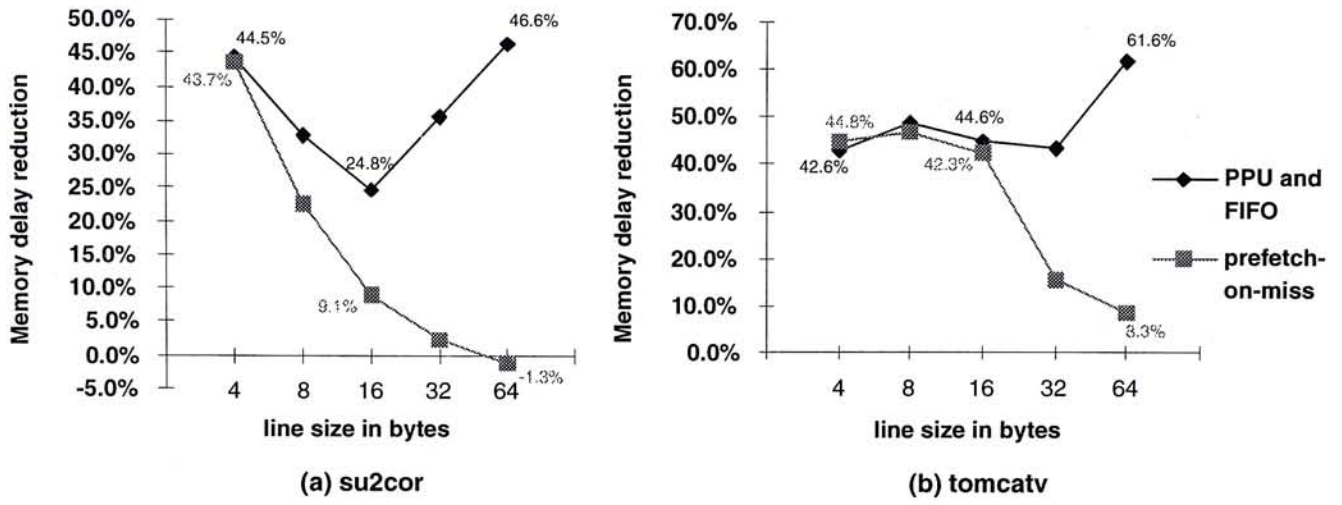 50.0%
45.0%
40.0%
35.0%
30.0%
25.0%
20.0%
15.0%
10.0%
5.0%
0.0%
-5.0%
Memory delay reduction
44.5%
43.7%
24.8%
9.1%
46.6%
-1.3%
4 8 16 32 64
line size in bytes
(a) su2cor
70.0%
60.0%
50.0%
40.0%
30.0%
20.0%
10.0%
0.0%
Memory delay reduction
44.8%
42.6%
44.6%
42.3%
61.6%
3.3%
4 8 16 32 64
line size in bytes
(b) tomcatv
PPU and
FIFO
prefetch-
on-miss